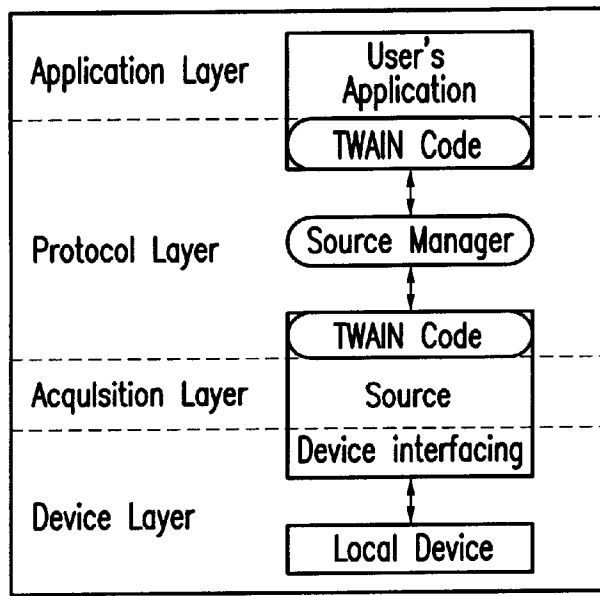 Application Layer
User's
Application
TWAIN Code
Protocol Layer
Source Manager
TWAIN Code
Acqulsition Layer
Source
Device interfacing
Device Layer
Local Device